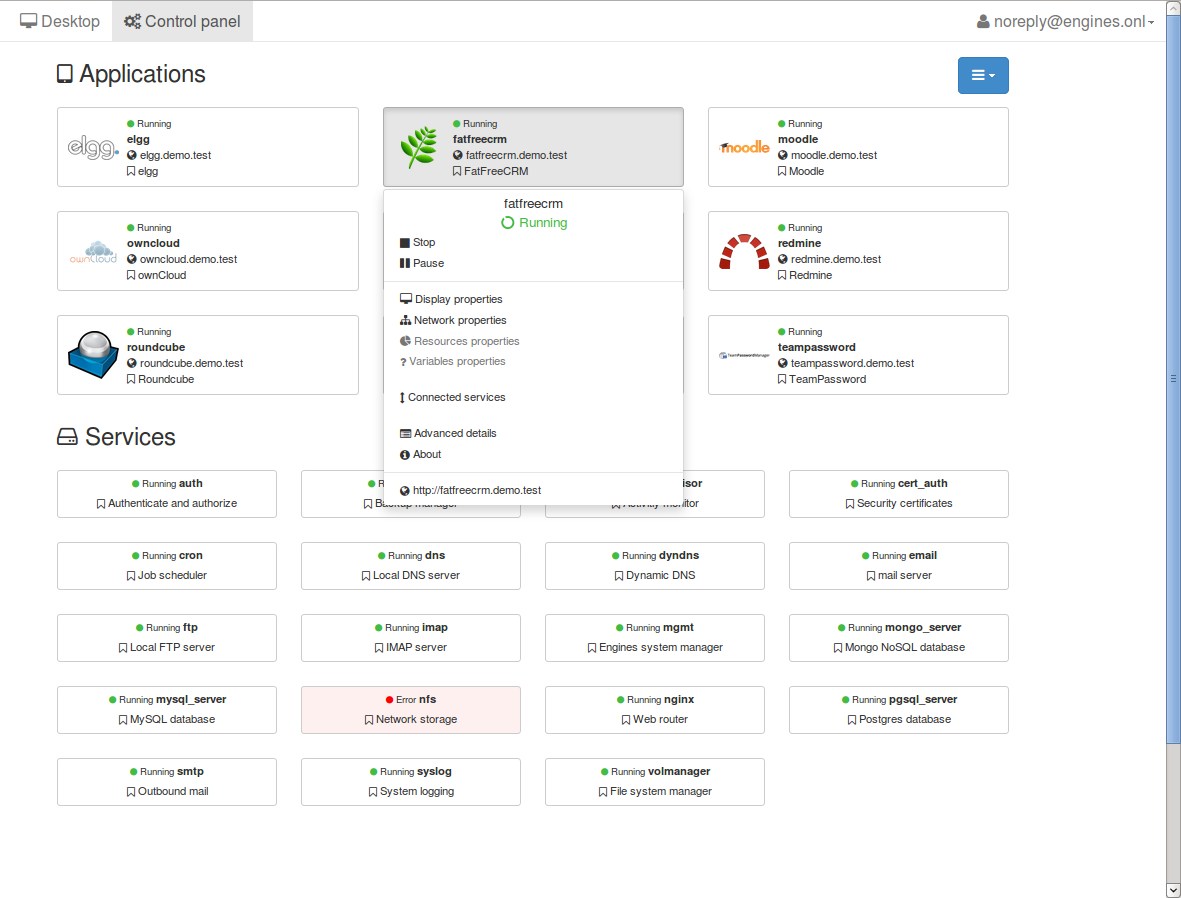 Desktop
Control panel
noreply@engines.onl
Applications
Running
elgg
elgg.demo.test
elgg
elgg.
Running
fatfreecrm
fatfreecrm.demo.test
FatFreeCRM
Running
moodle
moodle.demo.test
Moodle
moodle
fatfreecrm
Running
Stop
Pause
Display properties
Network properties
Resources properties
? Variables properties
Connected services
Advanced details
About
http://fatfreecrm.demo.test
Running
owncloud
owncloud.demo.test
ownCloud
ownCloud
Running
redmine
redmine.demo.test
Redmine
Running
roundcube
roundcube.demo.test
Roundcube
Running
teampassword
teampassword.demo.test
TeamPassword
TeamPasswordManager
Services
Running auth
Authenticate and authorize
Running cert_auth
Security certificates
Running cron
Job scheduler
Running dns
Local DNS server
Running dyndns
Dynamic DNS
Running email
mail server
Running ftp
Local FTP server
Running imap
IMAP server
Running mgmt
Engines system manager
Running mongo_server
Mongo NoSQL database
Running mysql_server
MySQL database
Error nfs
Network storage
Running nginx
Web router
Running pgsql_server
Postgres database
Running smtp
Outbound mail
Running syslog
System logging
Running volmanager
File system manager